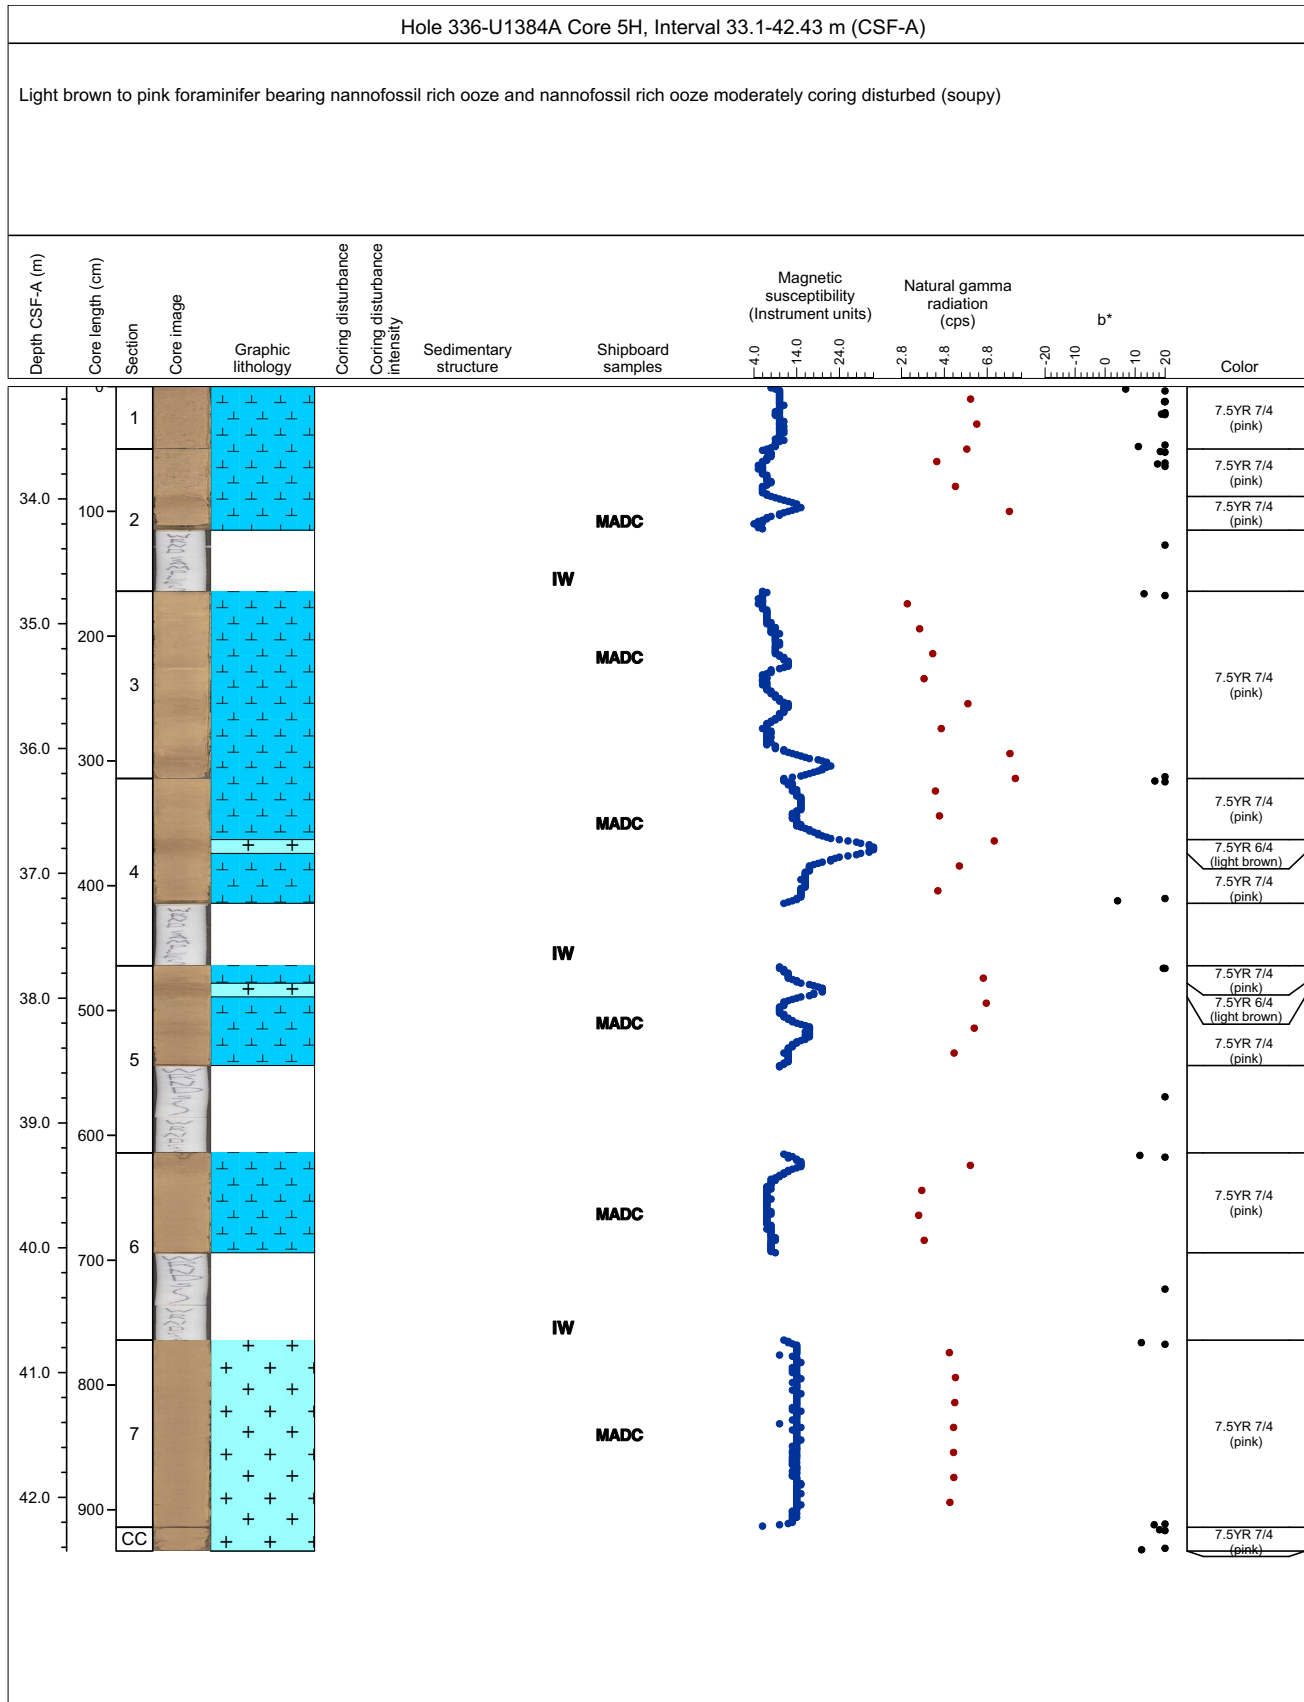 Hole 336-U1384A Core 5H, Interval 33.1-42.43 m (CSF-A)
Light brown to pink foraminifer bearing nannofossil rich ooze and nannofossil rich ooze moderately coring disturbed (soupy)
Depth CSF-A (m)
Core length (cm)
Section
Core image
Graphic
lithology
Coring disturbance
Coring disturbance
intensity
Sedimentary
structure
Shipboard
samples
Magnetic
susceptibility
(Instrument units)
4.0 14.0 24.0
Natural gamma
radiation
(cps)
2.8 4.8 6.8
b*
-20 -10 0 10 20
Color
0
1
7.5YR 7/4
(pink)
7.5YR 7/4
(pink)
34.0
100
2
MADC
7.5YR 7/4
(pink)
IW
35.0
200
3
MADC
7.5YR 7/4
(pink)
36.0
300
MADC
7.5YR 7/4
(pink)
7.5YR 6/4
(light brown)
37.0
400
4
7.5YR 7/4
(pink)
IW
7.5YR 7/4
(pink)
38.0
500
5
MADC
7.5YR 6/4
(light brown)
7.5YR 7/4
(pink)
39.0
600
MADC
7.5YR 7/4
(pink)
40.0
700
6
IW
41.0
800
7
MADC
7.5YR 7/4
(pink)
42.0
900
CC
7.5YR 7/4
(pink)